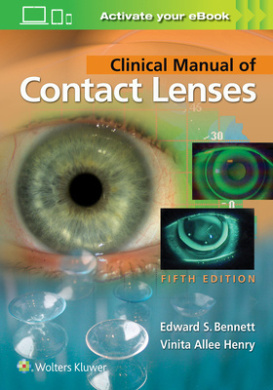 Activate your eBook
Clinical Manual of
Contact Lenses
45
30
0
FIFTH EDITION
Edward S. Bennett
Vinita Allee Henry
Wolters Kluwer